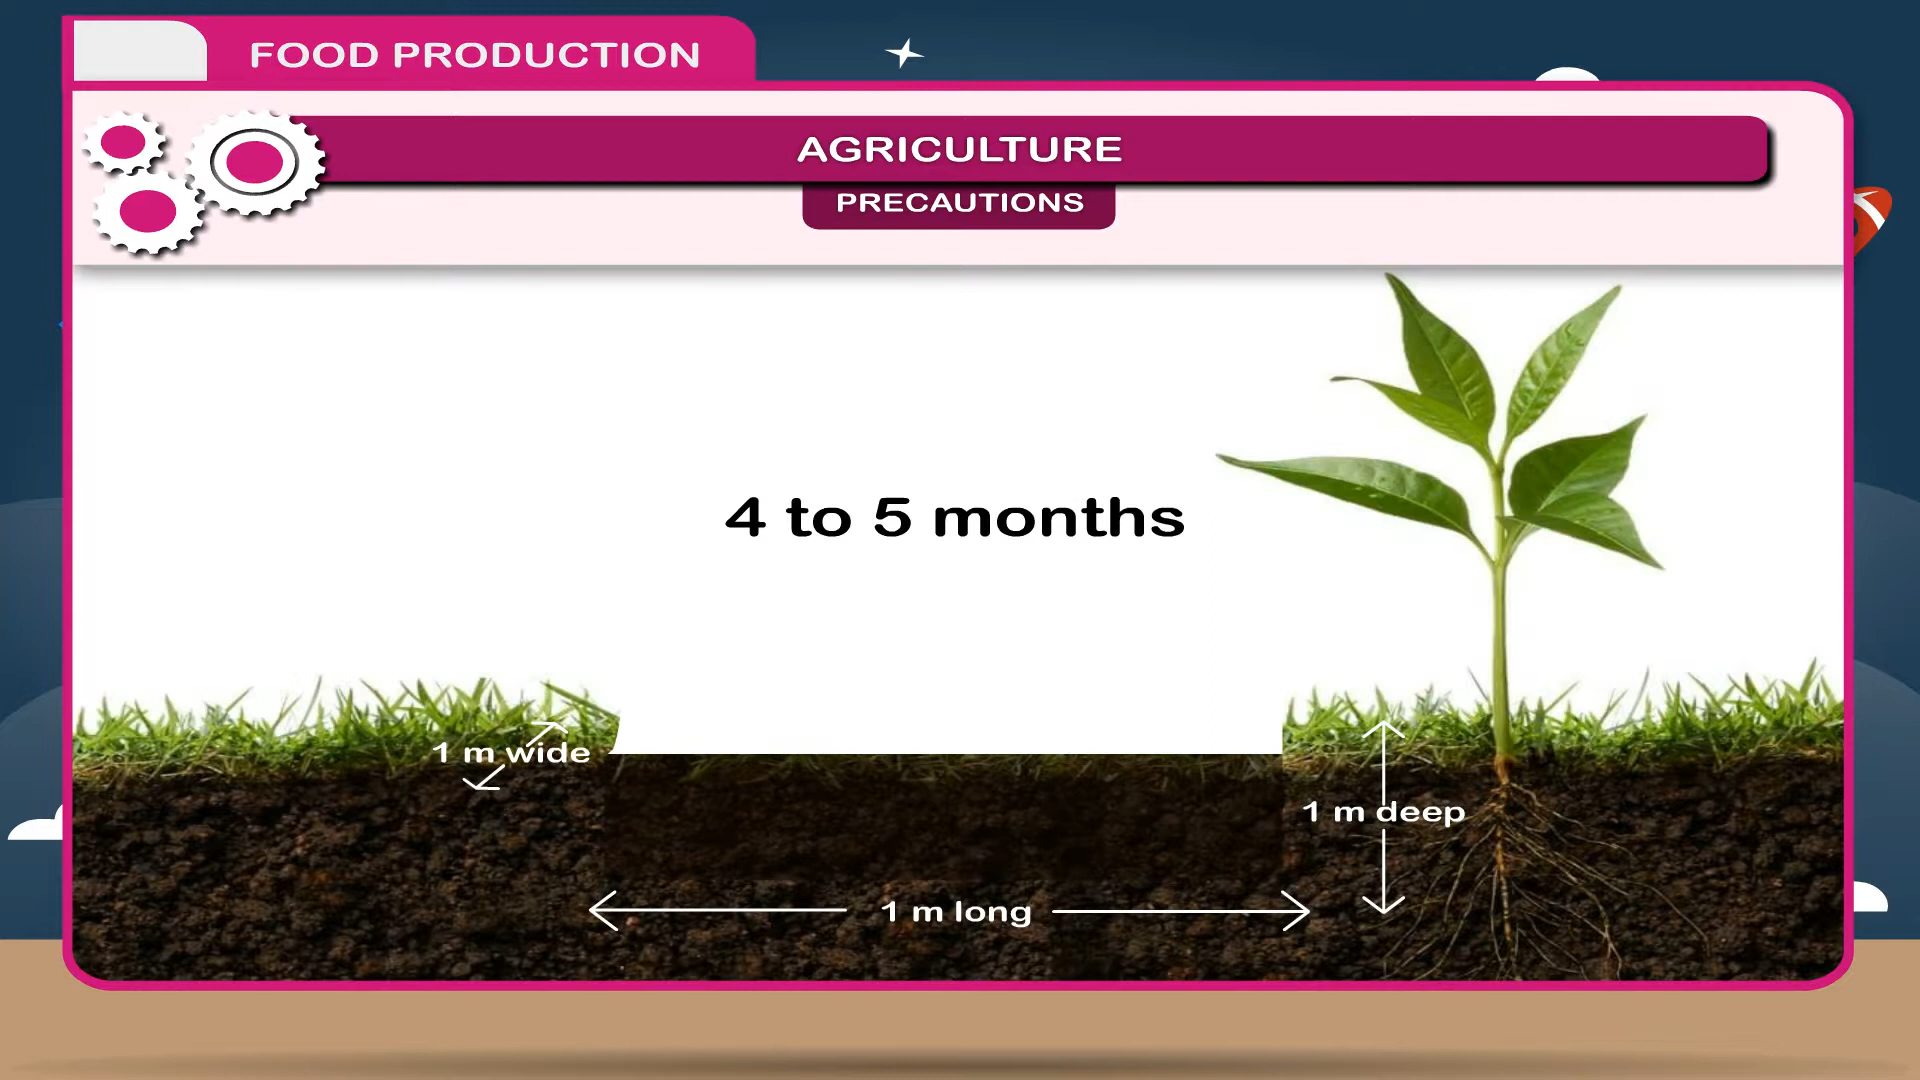 FOOD PRODUCTION
AGRICULTURE
PRECAUTIONS
4 to 5 months
1 m wide
1 m deep
1 m long